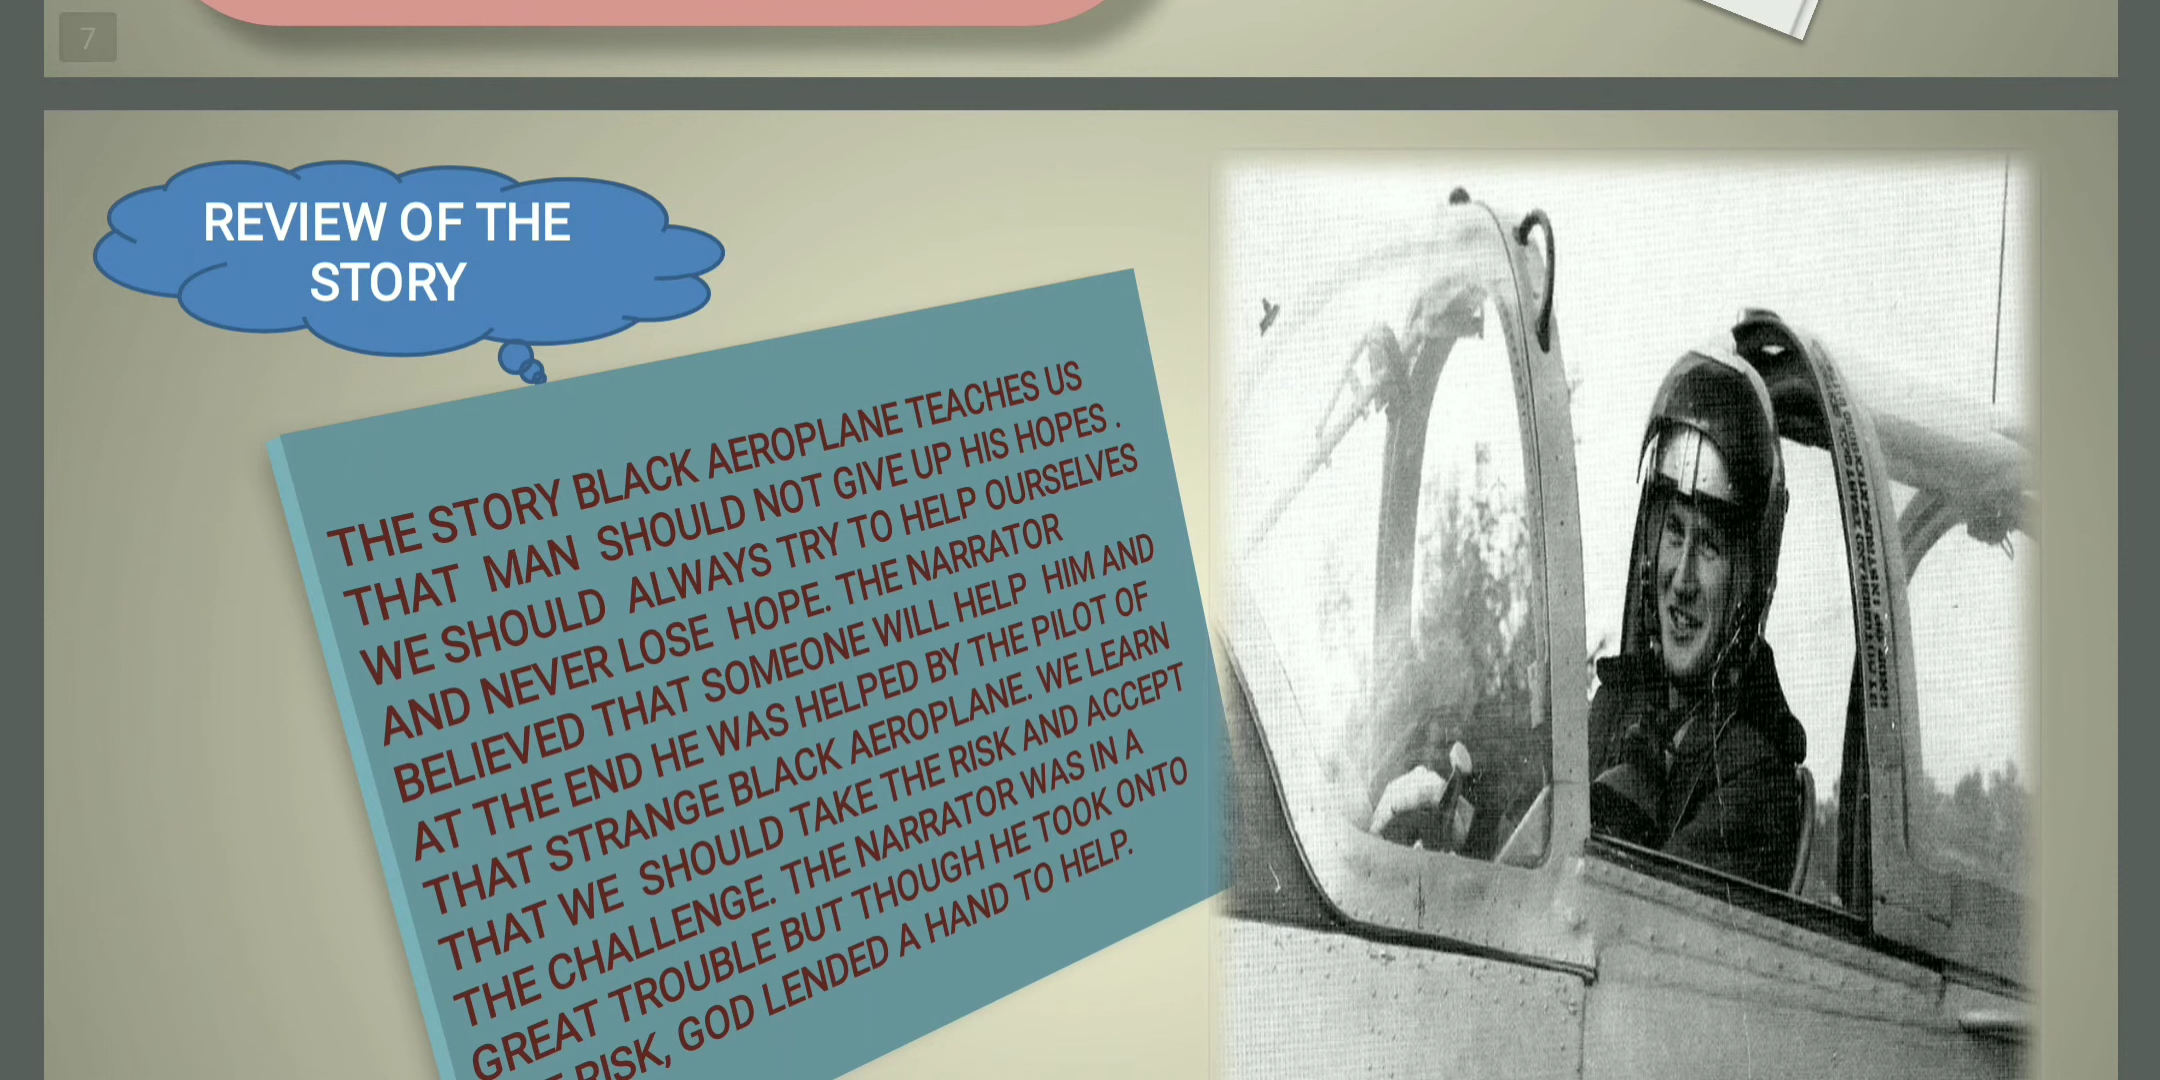 7
REVIEW OF THE
STORY
THE STORY BLACK AEROPLANE TEACHES US
THAT MAN SHOULD NOT GIVE UP HIS HOPES .
WE SHOULD ALWAYS TRY TO HELP OURSELVES
AND NEVER LOSE HOPE. THE NARRATOR
BELIEVED THAT SOMEONE WILL HELP HIM AND
AT THE END HE WAS HELPED BY THE PILOT OF
THAT STRANGE BLACK AEROPLANE. WE LEARN
THAT WE SHOULD TAKE THE RISK AND ACCEPT
THE CHALLENGE. THE NARRATOR WAS IN A
GREAT TROUBLE BUT THOUGH HE TOOK ONTO
RISK, GOD LENDED A HAND TO HELP.